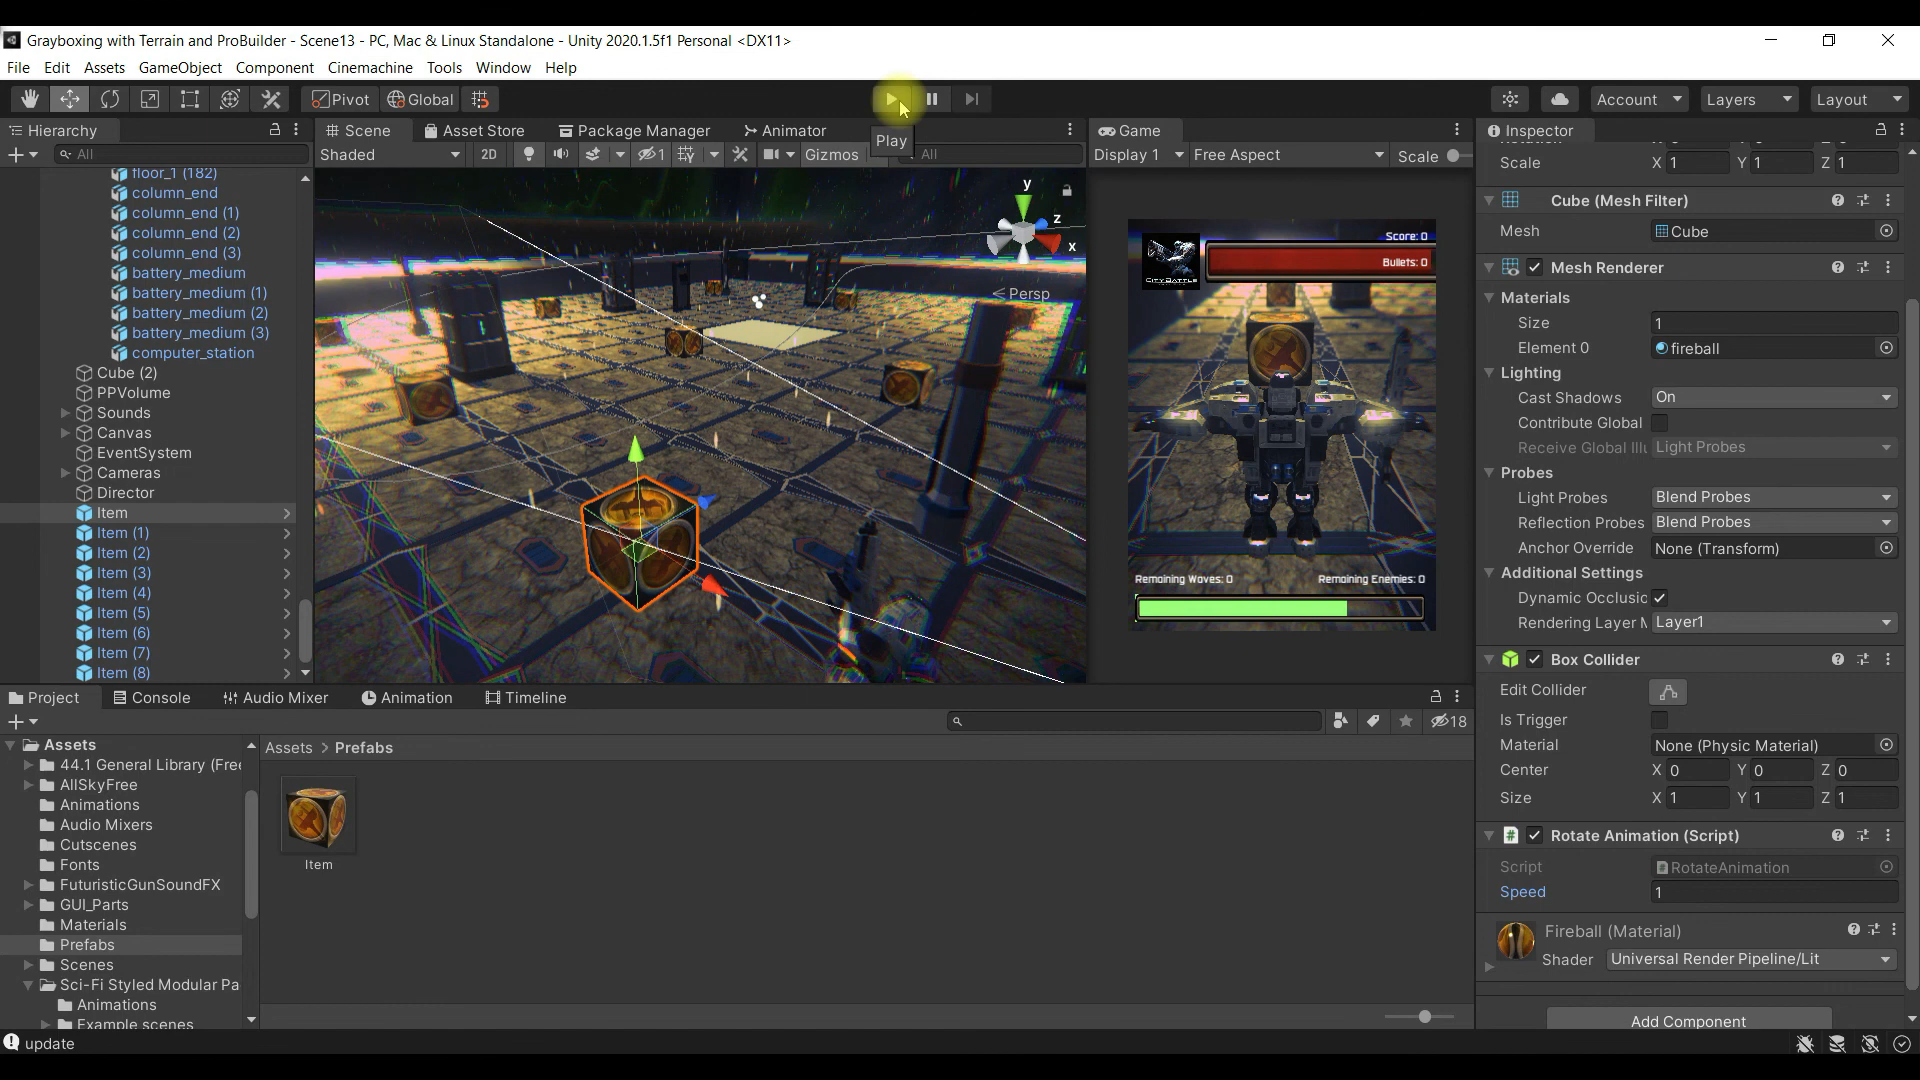 Grayboxing with Terrain and ProBuilder - Scene13 - PC, Mac & Linux Standalone - Unity 2020.1.5f1 Personal <DX11>
File Edit Assets GameObject Component Cinemachine Tools Window Help
Pivot Global Account Layers Layout
Play
Hierarchy
All
floor_1 (182)
column_end
column_end (1)
column_end (2)
column_end (3)
battery_medium
battery_medium (1)
battery_medium (2)
battery_medium (3)
computer_station
Cube (2)
PPVolume
Sounds
Canvas
EventSystem
Cameras
Director
Item
Item (1)
Item (2)
Item (3)
Item (4)
Item (5)
Item (6)
Item (7)
Item (8)
Scene Asset Store Package Manager Animator
Shaded 2D 1 Gizmos All
y
z
x
Persp
Game
Display 1 Free Aspect Scale
Score: 0
Bullets: 0
CITY BATTLE
Remaining Waves: 0 Remaining Enemies: 0
Inspector
Rotation
Scale X 1 Y 1 Z 1
Cube (Mesh Filter)
Mesh Cube
Mesh Renderer
Materials
Size 1
Element 0 fireball
Lighting
Cast Shadows On
Contribute Global
Receive Global Illu Light Probes
Probes
Light Probes Blend Probes
Reflection Probes Blend Probes
Anchor Override None (Transform)
Additional Settings
Dynamic Occlusic
Rendering Layer M Layer1
Box Collider
Edit Collider
Is Trigger
Material None (Physic Material)
Center X 0 Y 0 Z 0
Size X 1 Y 1 Z 1
Rotate Animation (Script)
Script RotateAnimation
Speed 1
Fireball (Material)
Shader Universal Render Pipeline/Lit
Add Component
Project Console Audio Mixer Animation Timeline
18
Assets
44.1 General Library (Free
AllSkyFree
Animations
Audio Mixers
Cutscenes
Fonts
FuturisticGunSoundFX
GUI_Parts
Materials
Prefabs
Scenes
Sci-Fi Styled Modular Pa
Animations
Example scenes
Assets > Prefabs
Item
update